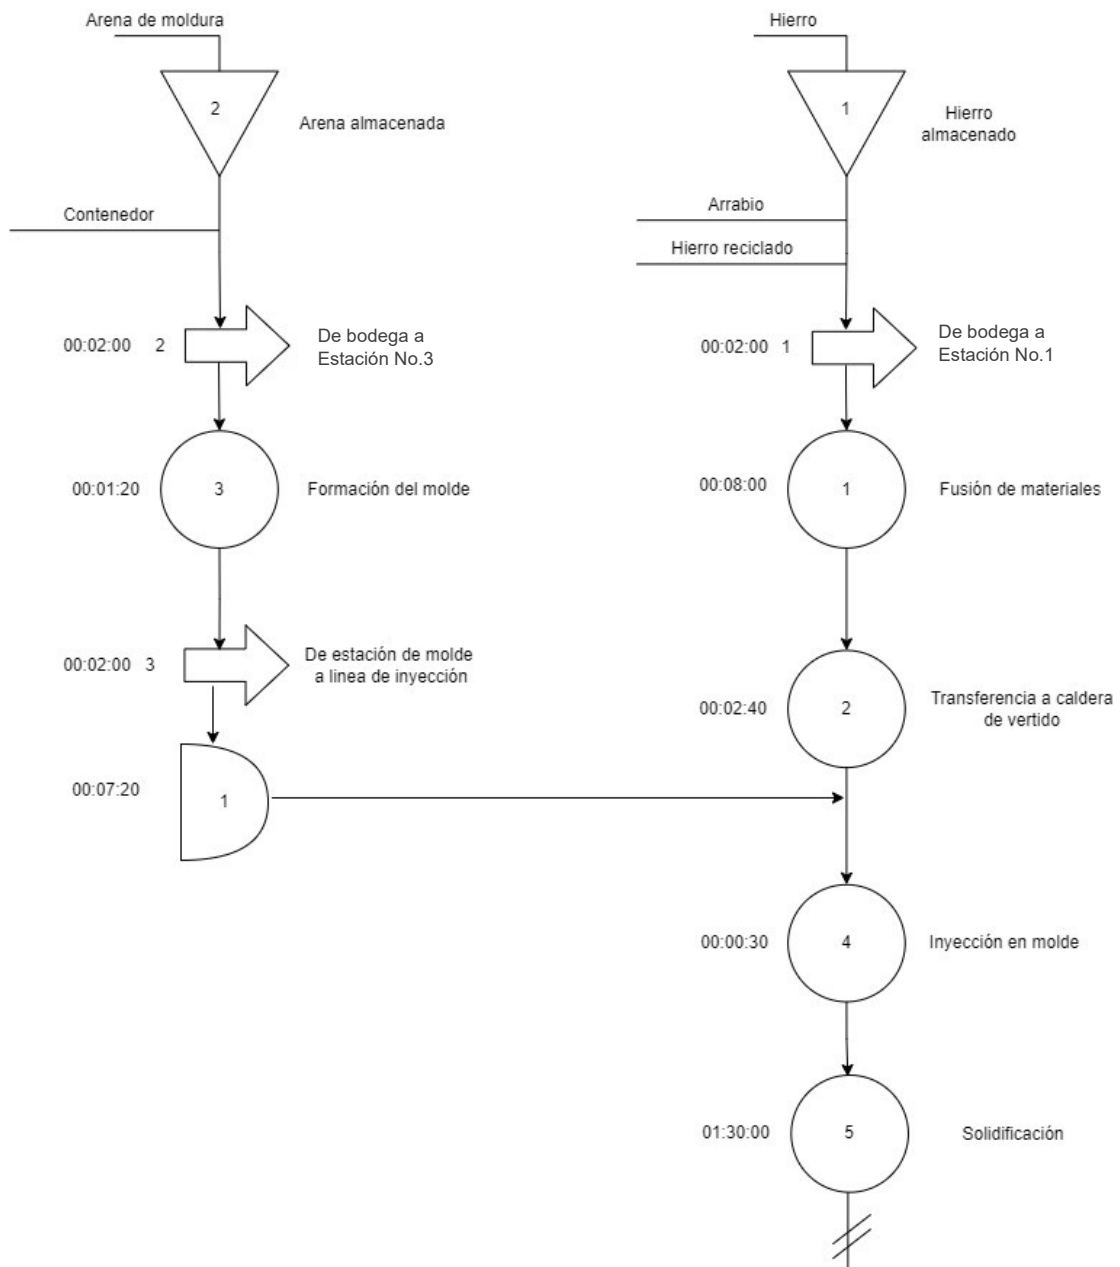 Arena de moldura
Hierro
2
Arena almacenada
1
Hierro
almacenado
Contenedor
Arrabio
Hierro reciclado
00:02:00 2
De bodega a
Estación No.3
00:02:00 1
De bodega a
Estación No.1
00:01:20
3
Formación del molde
00:08:00
1
Fusión de materiales
00:02:00 3
De estación de molde
a linea de inyección
00:02:40
2
Transferencia a caldera
de vertido
00:07:20
1
00:00:30
4
Inyección en molde
01:30:00
5
Solidificación